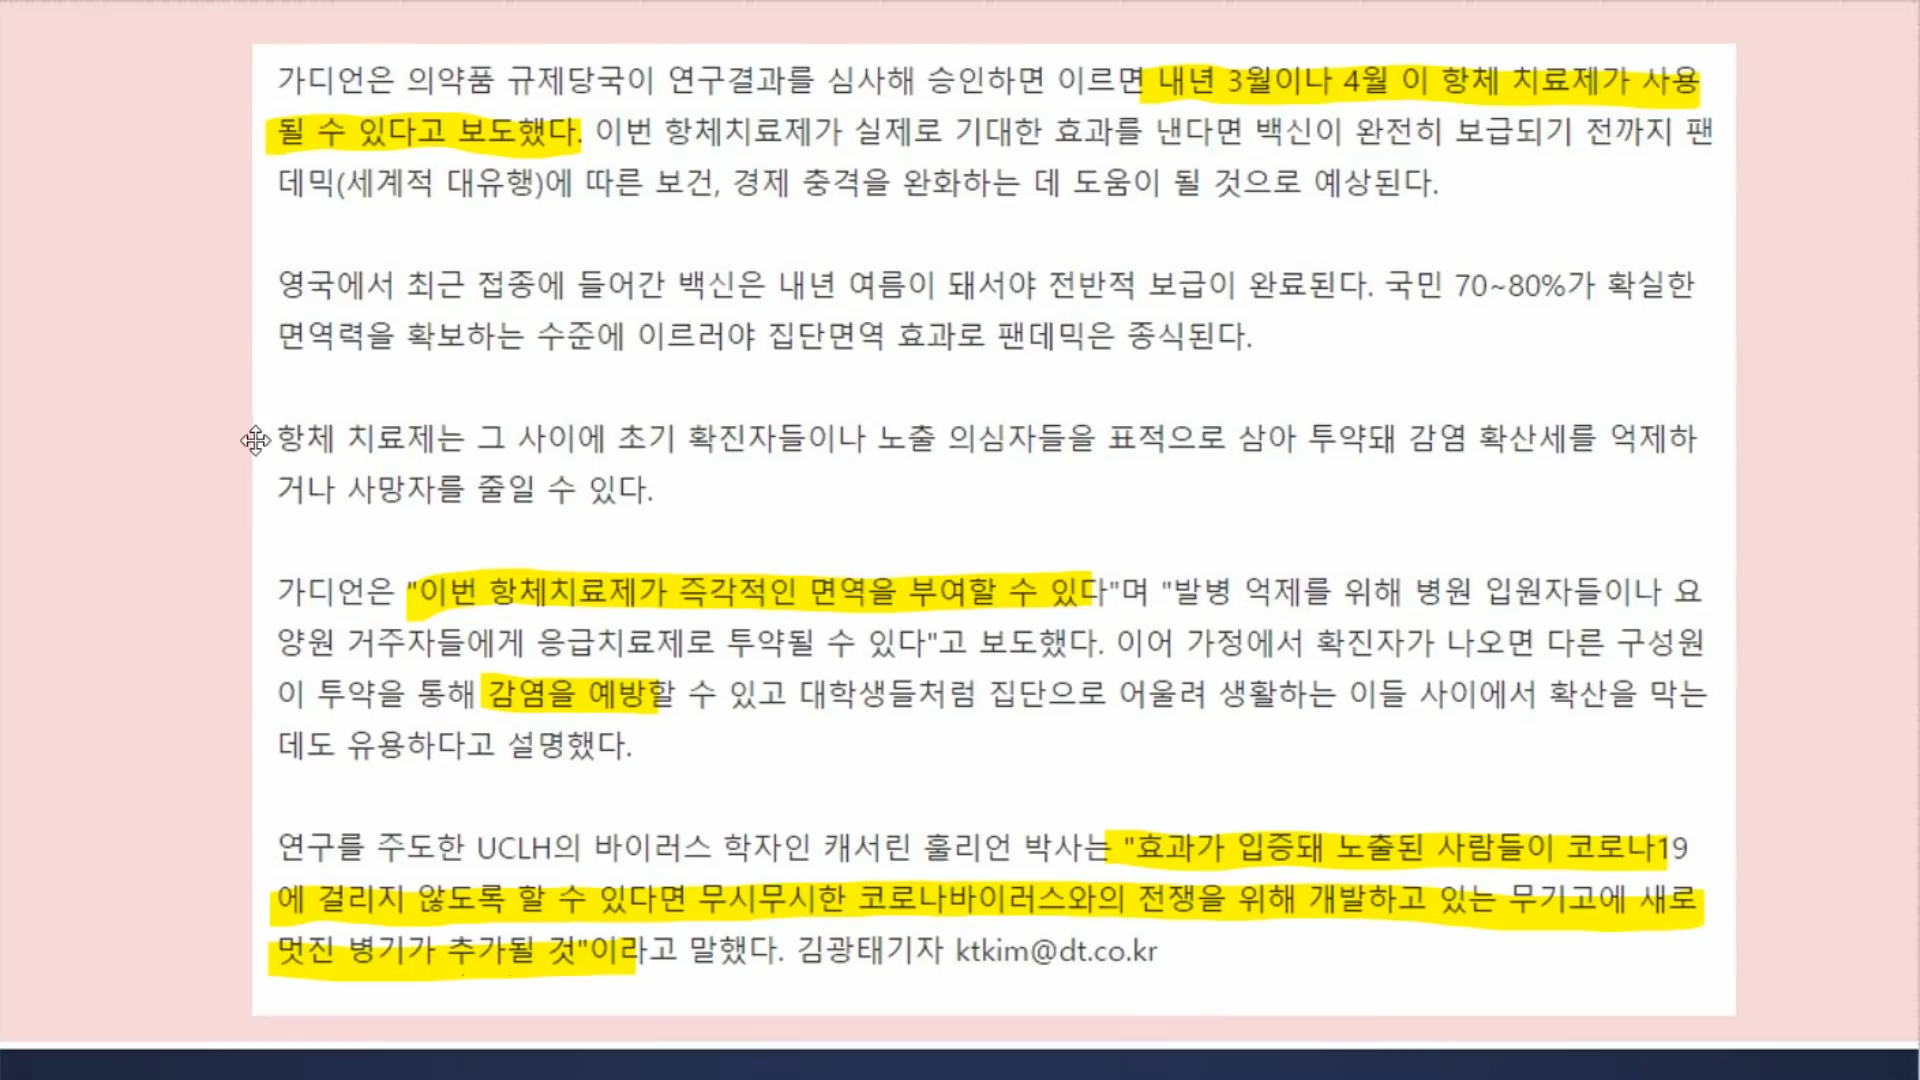 가디언은 의약품 규제당국이 연구결과를 심사해 승인하면 이르면 내년 3월이나 4월 이 항체 치료제가 사용
될 수 있다고 보도했다. 이번 항체치료제가 실제로 기대한 효과를 낸다면 백신이 완전히 보급되기 전까지 팬
데믹(세계적 대유행)에 따른 보건, 경제 충격을 완화하는 데 도움이 될 것으로 예상된다.
영국에서 최근 접종에 들어간 백신은 내년 여름이 돼서야 전반적 보급이 완료된다. 국민 70~80%가 확실한
면역력을 확보하는 수준에 이르러야 집단면역 효과로 팬데믹은 종식된다.
항체 치료제는 그 사이에 초기 확진자들이나 노출 의심자들을 표적으로 삼아 투약돼 감염 확산세를 억제하
거나 사망자를 줄일 수 있다.
가디언은 "이번 항체치료제가 즉각적인 면역을 부여할 수 있다"며 "발병 억제를 위해 병원 입원자들이나 요
양원 거주자들에게 응급치료제로 투약될 수 있다"고 보도했다. 이어 가정에서 확진자가 나오면 다른 구성원
이 투약을 통해 감염을 예방할 수 있고 대학생들처럼 집단으로 어울려 생활하는 이들 사이에서 확산을 막는
데도 유용하다고 설명했다.
연구를 주도한 UCLH의 바이러스 학자인 캐서린 훌리언 박사는 "효과가 입증돼 노출된 사람들이 코로나19
에 걸리지 않도록 할 수 있다면 무시무시한 코로나바이러스와의 전쟁을 위해 개발하고 있는 무기고에 새로
멋진 병기가 추가될 것"이라고 말했다. 김광태기자 ktkim@dt.co.kr